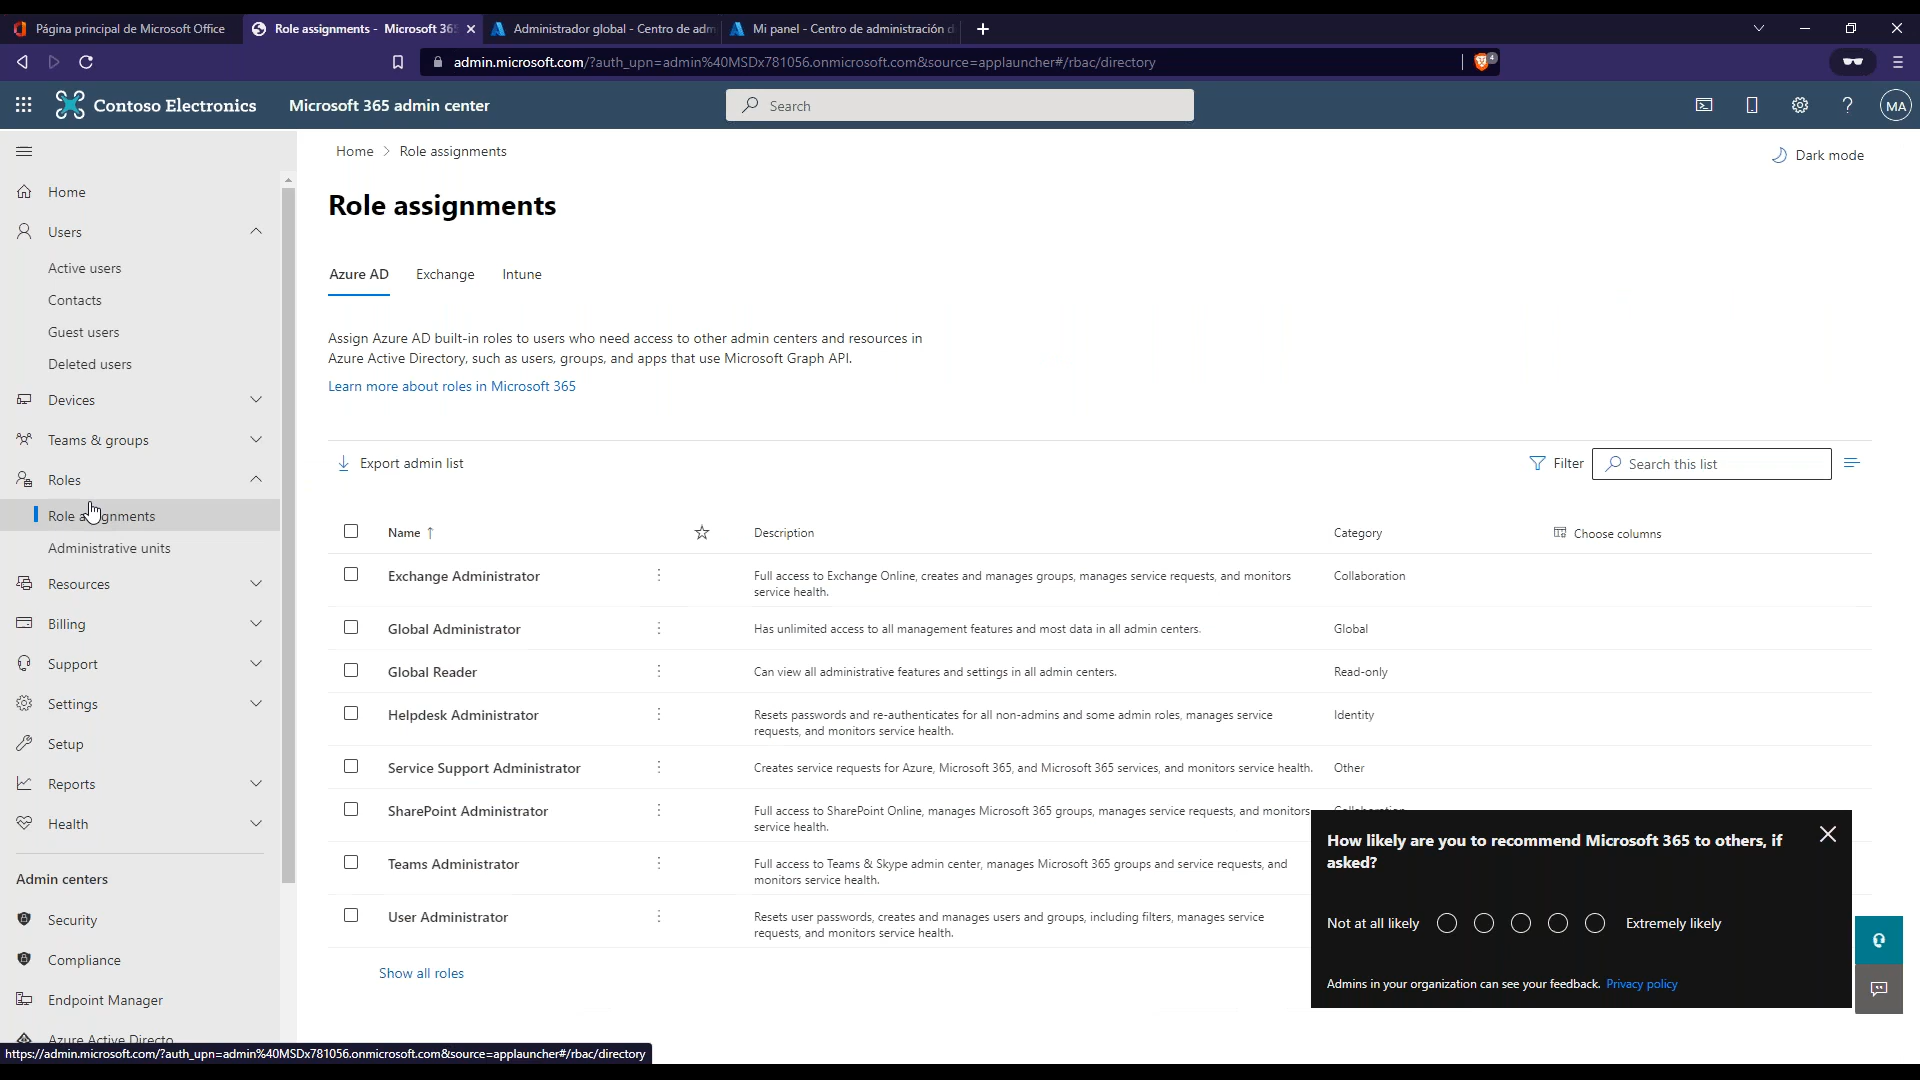 Página principal de Microsoft Office
Role assignments - Microsoft 36
Administrador global - Centro de adm
Mi panel - Centro de administración d
admin.microsoft.com/?auth_upn=admin%40MSDx781056.onmicrosoft.com&source=applauncher#/rbac/directory
4
Contoso Electronics
Microsoft 365 admin center
Search
MA
Home
Users
Active users
Contacts
Guest users
Deleted users
Devices
Teams & groups
Roles
Role assignments
Administrative units
Resources
Billing
Support
Settings
Setup
Reports
Health
Admin centers
Security
Compliance
Endpoint Manager
Azure Active Directo
https://admin.microsoft.com/?auth_upn=admin%40MSDx781056.onmicrosoft.com&source=applauncher#/rbac/directory
Home > Role assignments
Dark mode
Role assignments
Azure AD
Exchange
Intune
Assign Azure AD built-in roles to users who need access to other admin centers and resources in
Azure Active Directory, such as users, groups, and apps that use Microsoft Graph API.
Learn more about roles in Microsoft 365
Export admin list
Filter
Search this list
Name ↑
Description
Category
Choose columns
Exchange Administrator
Full access to Exchange Online, creates and manages groups, manages service requests, and monitors
service health.
Collaboration
Global Administrator
Has unlimited access to all management features and most data in all admin centers.
Global
Global Reader
Can view all administrative features and settings in all admin centers.
Read-only
Helpdesk Administrator
Resets passwords and re-authenticates for all non-admins and some admin roles, manages service
requests, and monitors service health.
Identity
Service Support Administrator
Creates service requests for Azure, Microsoft 365, and Microsoft 365 services, and monitors service health.
Other
SharePoint Administrator
Full access to SharePoint Online, manages Microsoft 365 groups, manages service requests, and monitors
service health.
Collaboration
Teams Administrator
Full access to Teams & Skype admin center, manages Microsoft 365 groups and service requests, and
monitors service health.
User Administrator
Resets user passwords, creates and manages users and groups, including filters, manages service
requests, and monitors service health.
Show all roles
How likely are you to recommend Microsoft 365 to others, if
asked?
Not at all likely
Extremely likely
Admins in your organization can see your feedback. Privacy policy